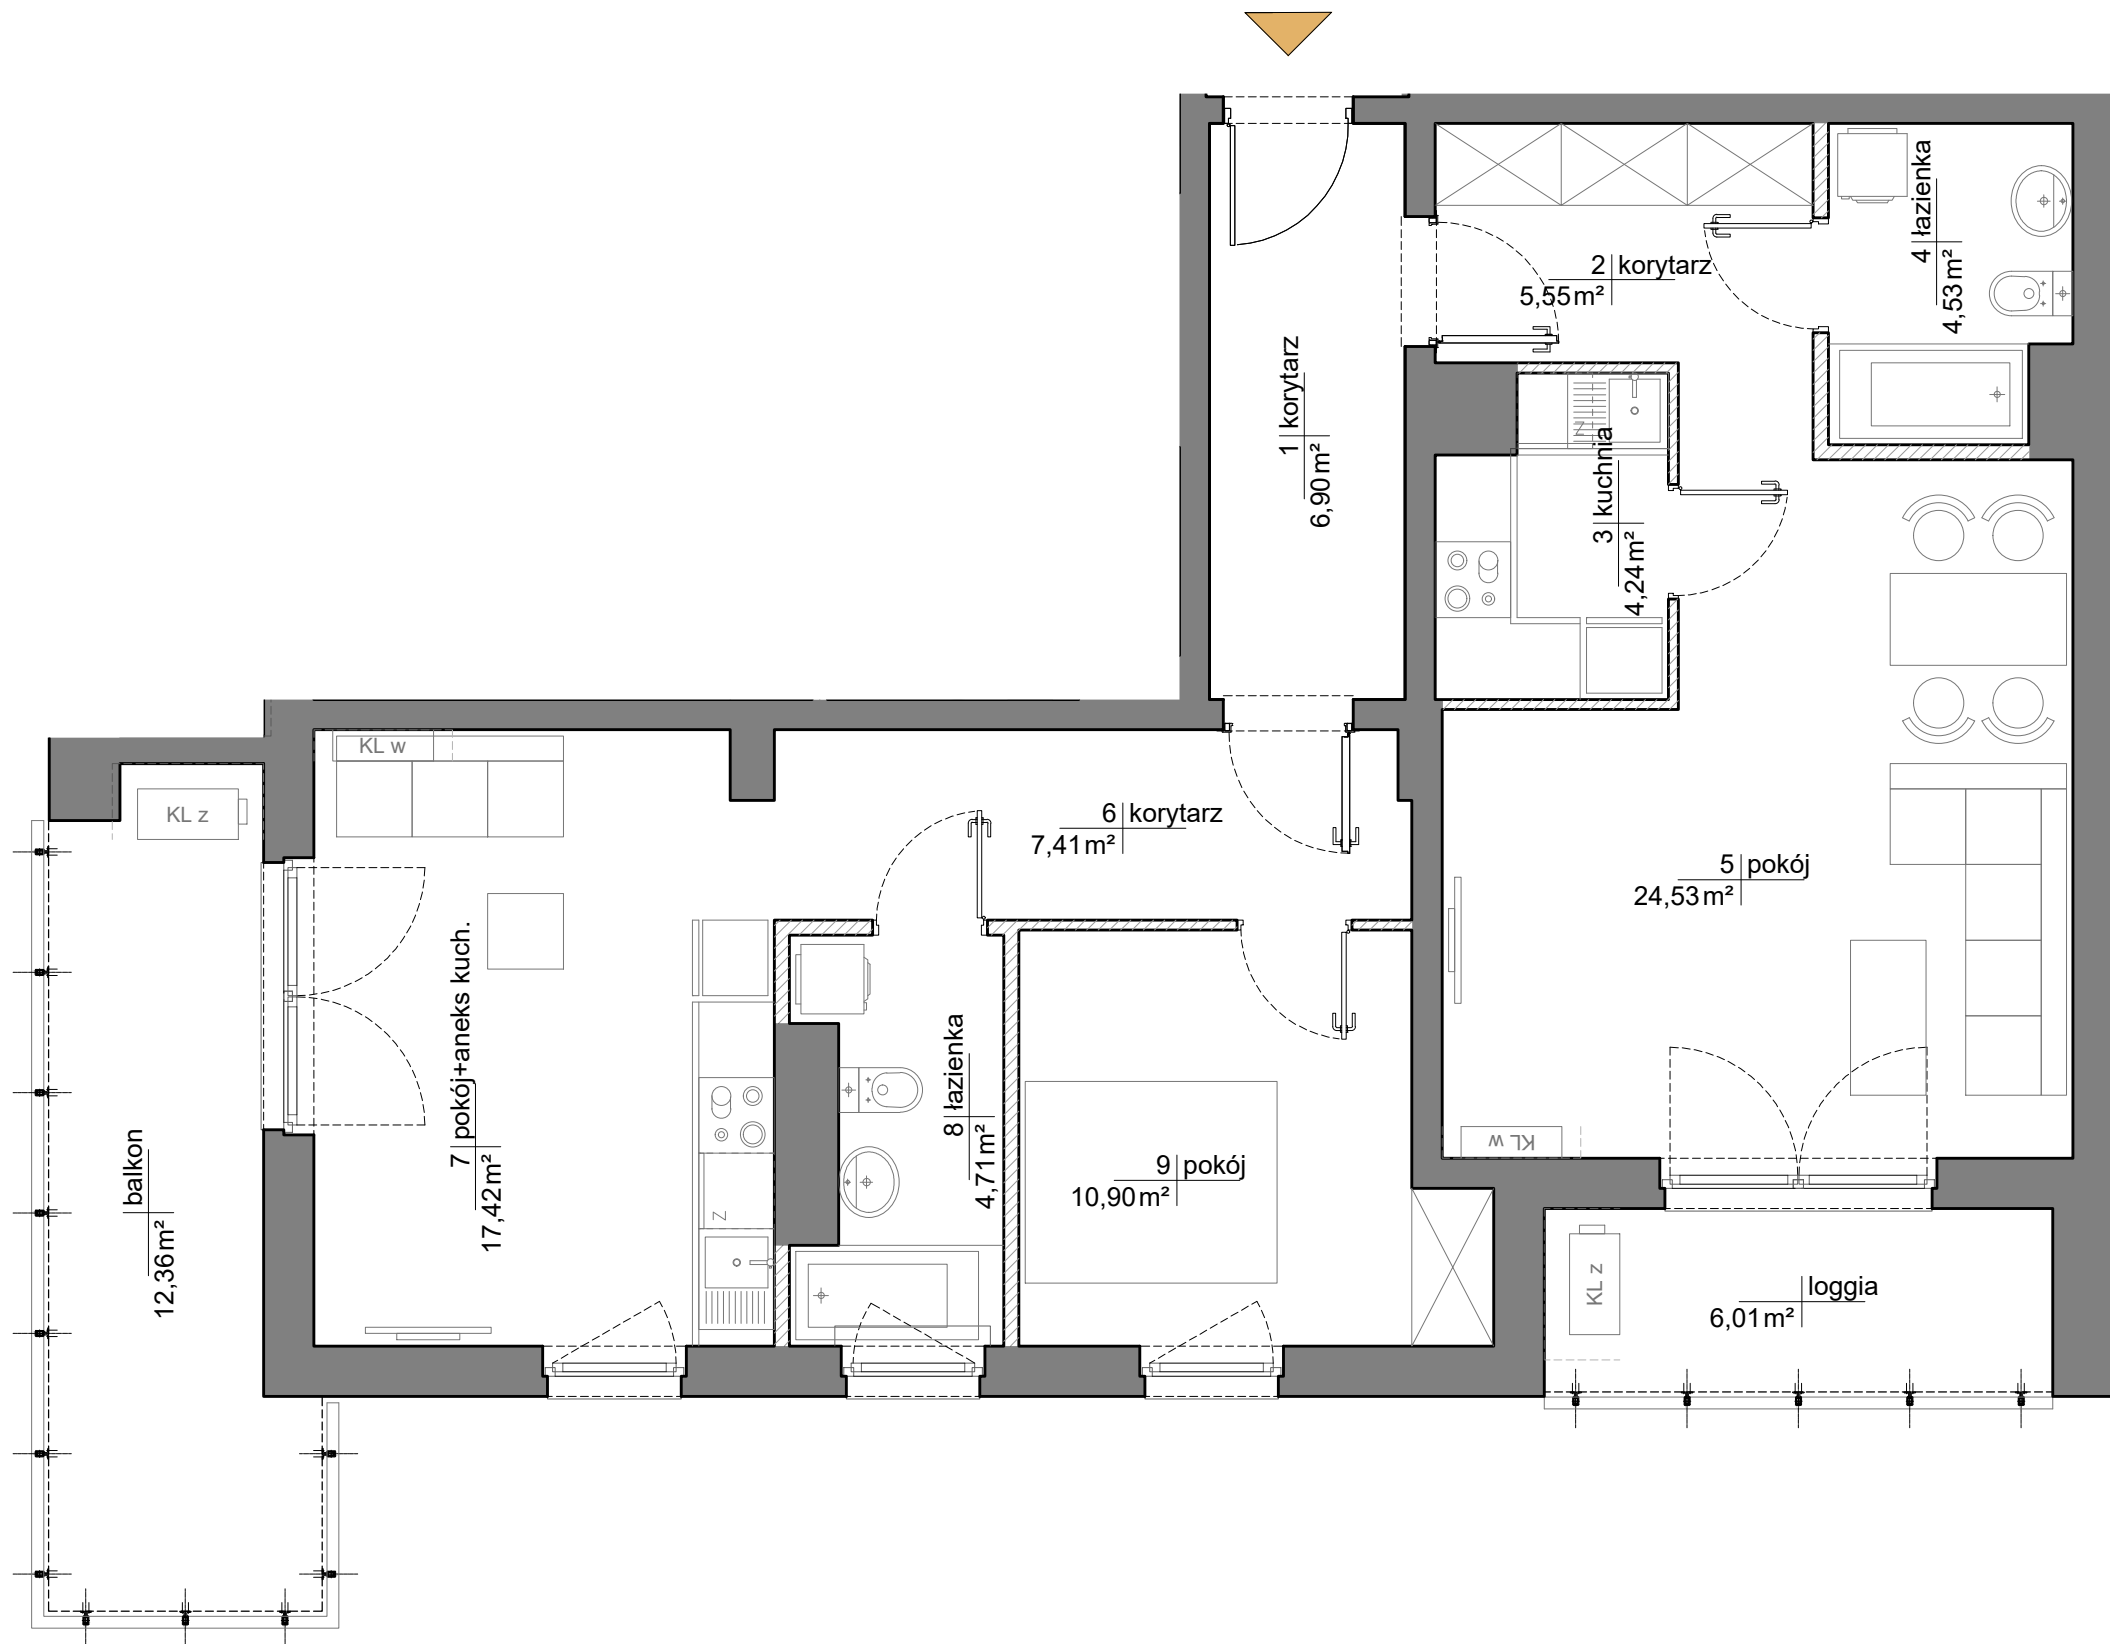 2 korytarz
5,55 m²
4 łazienka
4,53 m²
1 korytarz
6,90 m²
3 kuchnia
4,24 m²
Z
KL w
KL z
6 korytarz
7,41 m²
5 pokój
24,53 m²
7 pokój+aneks kuch.
17,42 m²
8 łazienka
4,71 m²
9 pokój
10,90 m²
KL w
balkon
12,36 m²
Z
KL z
loggia
6,01 m²